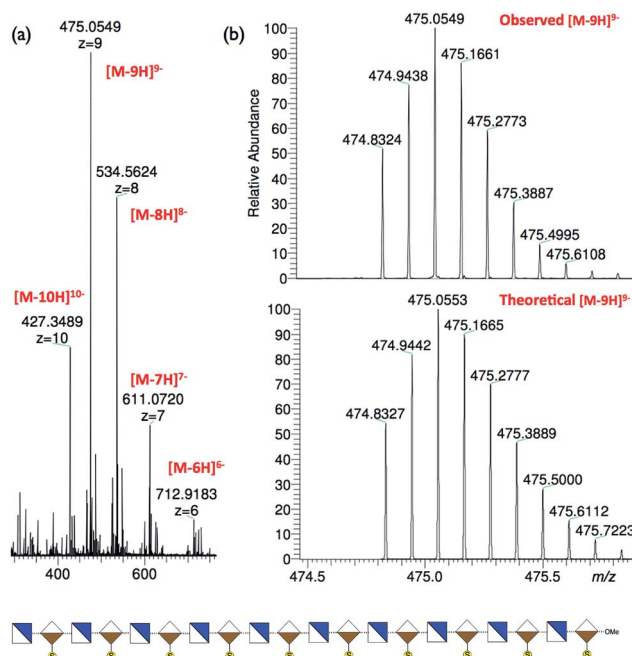 (a)
475.0549
z=9
[M-9H]9-
534.5624
z=8
[M-8H]8-
[M-10H]10-
427.3489
z=10
[M-7H]7-
611.0720
z=7
[M-6H]6-
712.9183
z=6
400
600
(b)
Observed [M-9H]9-
Relative Abundance
100
90
80
70
60
50
40
30
20
10
0
475.0549
475.1661
474.9438
475.2773
474.8324
475.3887
475.4995
475.6108
Theoretical [M-9H]9-
100
90
80
70
60
50
40
30
20
10
0
475.0553
475.1665
474.9442
475.2777
474.8327
475.3889
475.5000
475.6112
475.7223
474.5
475.0
475.5
m/z
OMe
S S S S S S S S S S